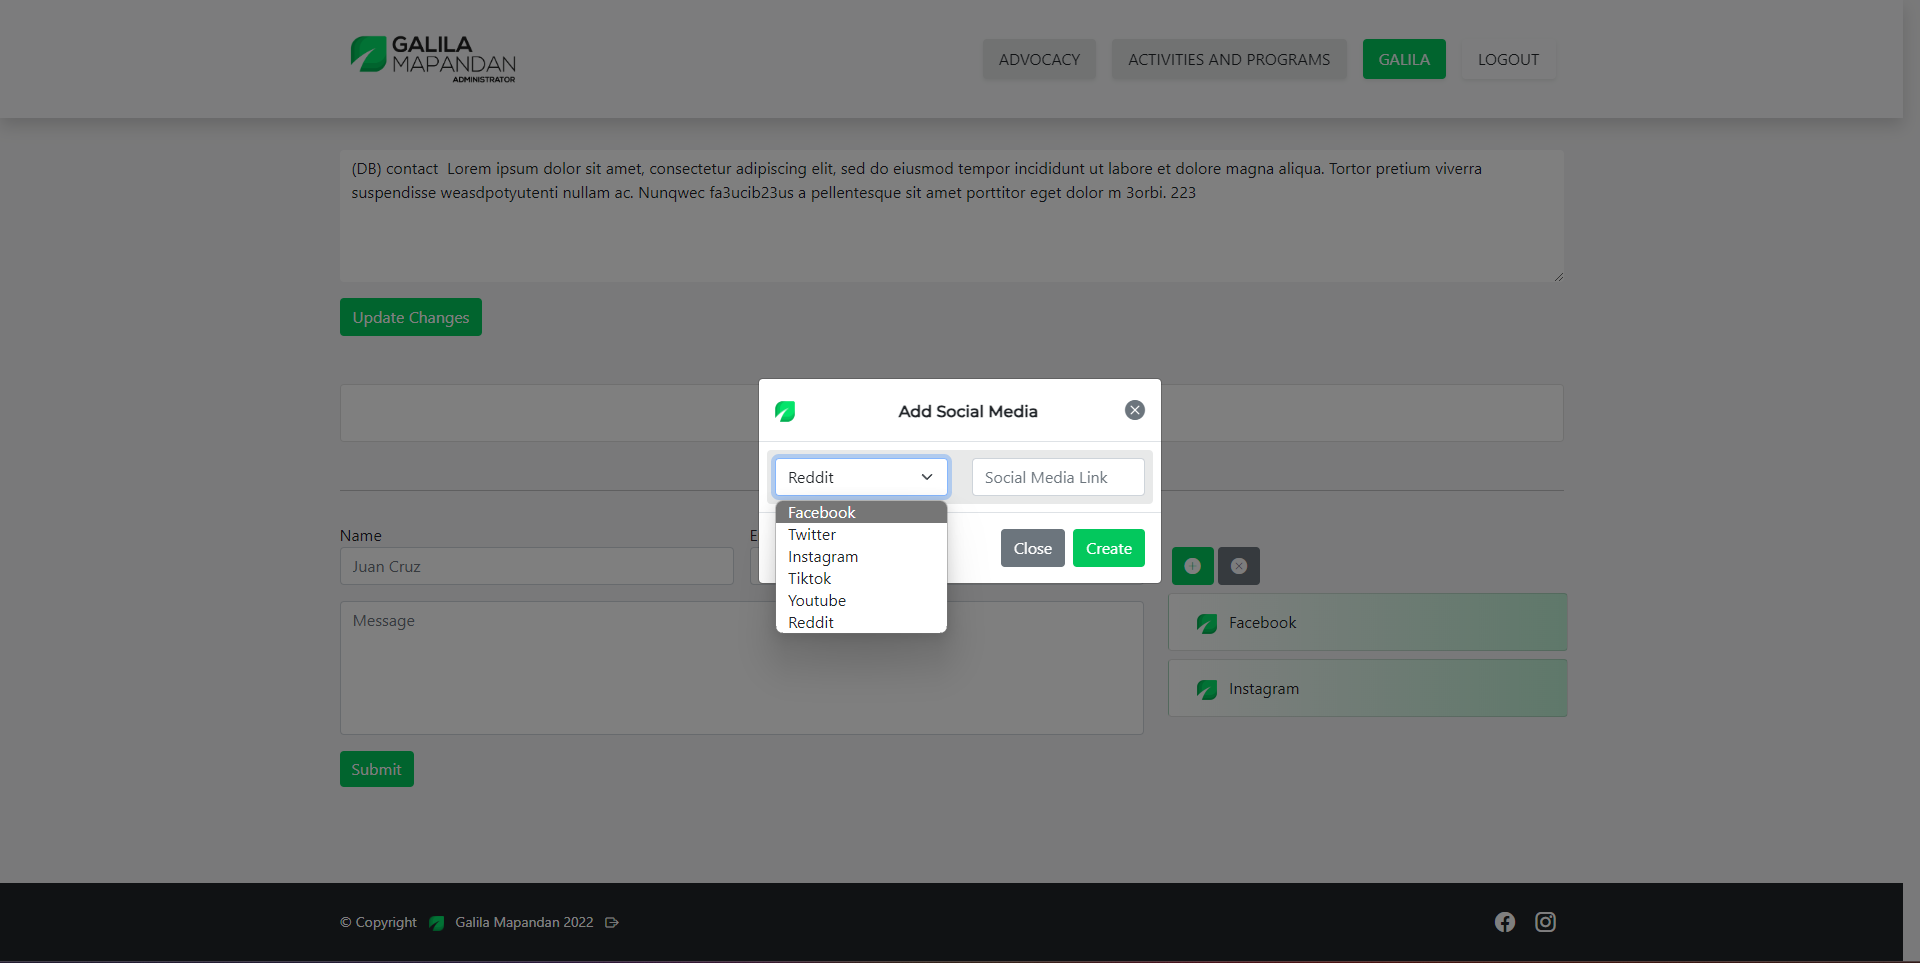 GALILA
MAPANDAN
ADMINISTRATOR
ADVOCACY
ACTIVITIES AND PROGRAMS
GALILA
LOGOUT
(DB) contact  Lorem ipsum dolor sit amet, consectetur adipiscing elit, sed do eiusmod tempor incididunt ut labore et dolore magna aliqua. Tortor pretium viverra
suspendisse weasdpotyutenti nullam ac. Nunqwec fa3ucib23us a pellentesque sit amet porttitor eget dolor m 3orbi. 223
Update Changes
Add Social Media
Reddit
Social Media Link
Facebook
Twitter
Instagram
Tiktok
Youtube
Reddit
Close
Create
Name
Juan Cruz
Message
Submit
Facebook
Instagram
© Copyright Galila Mapandan 2022